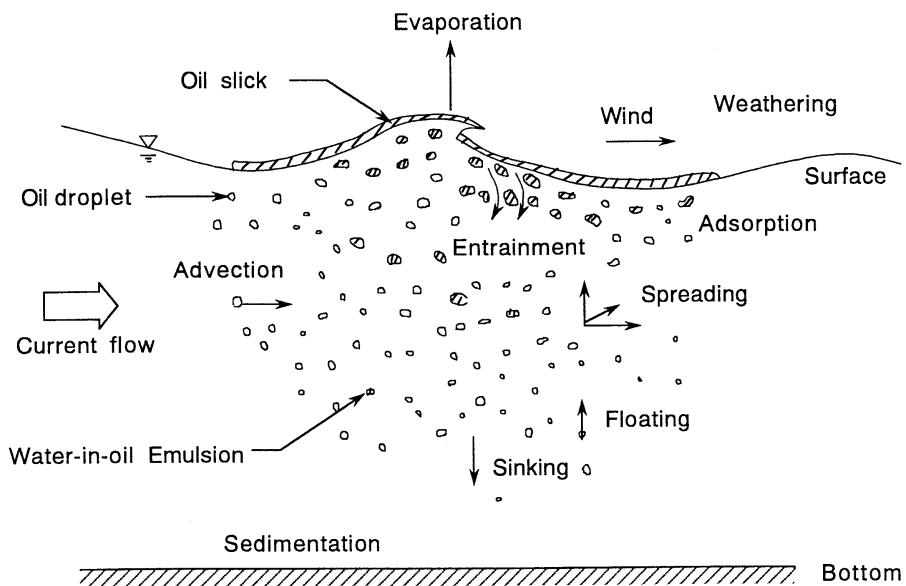 Evaporation
Oil slick
Wind
Weathering
Surface
Oil droplet
Adsorption
Entrainment
Advection
Spreading
Current flow
Floating
Water-in-oil Emulsion
Sinking
Sedimentation
Bottom